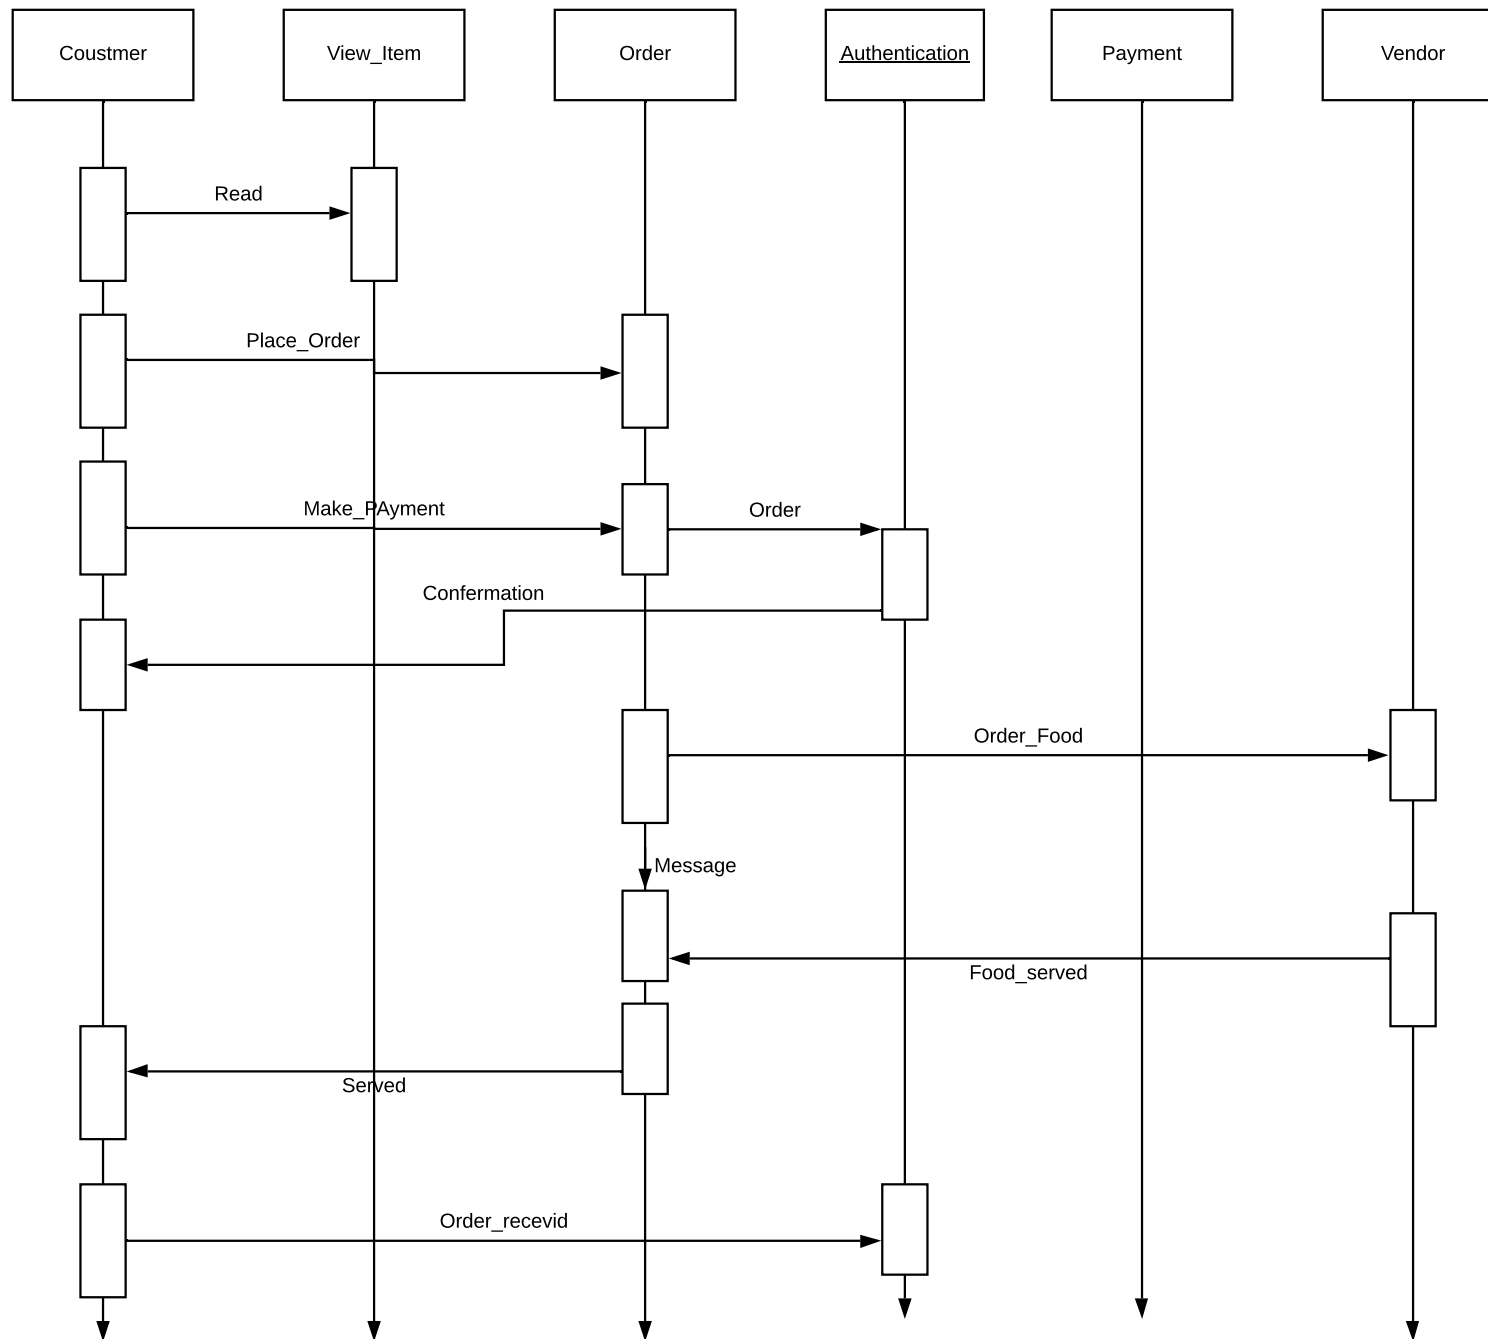 Coustmer
View_Item
Order
Authentication
Payment
Vendor
Read
Place_Order
Make_PAyment
Order
Confermation
Order_Food
Message
Food_served
Served
Order_recevid